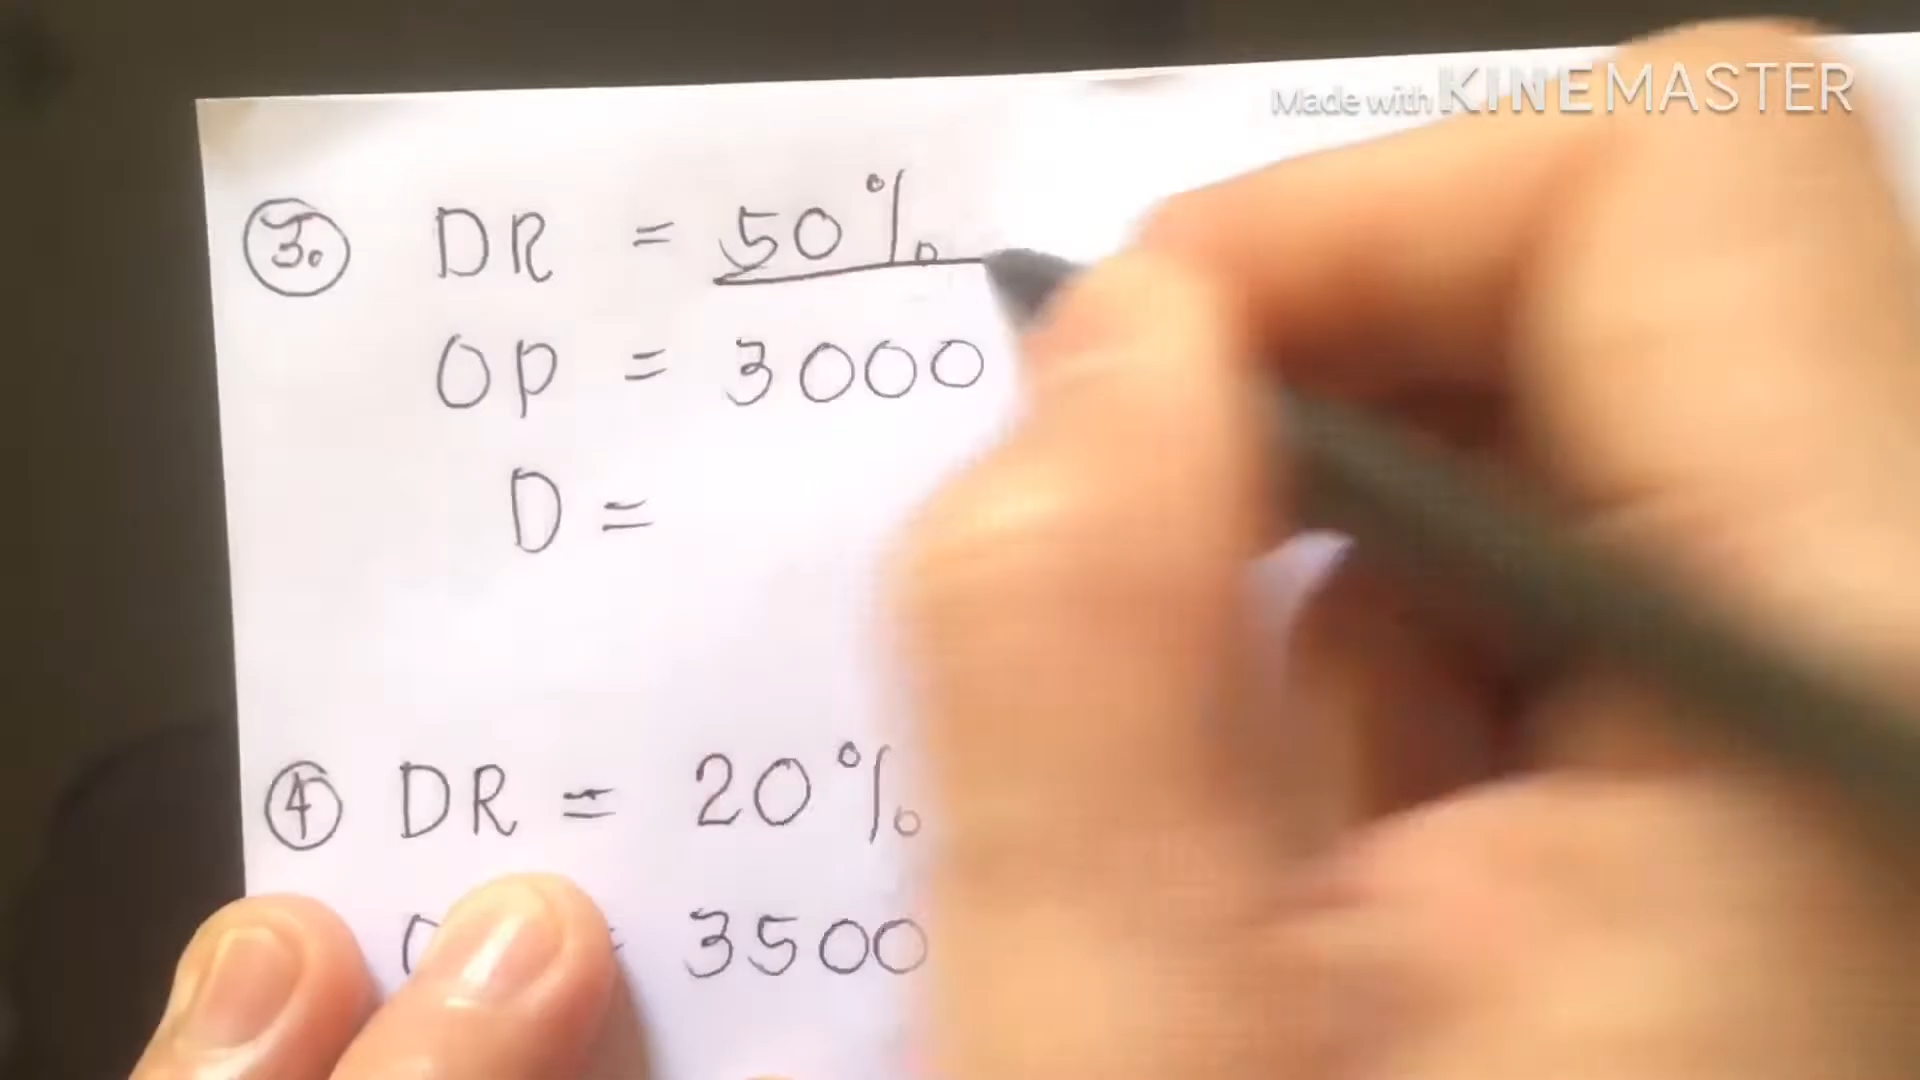 Made with KINEMASTER
3. DR = 50%
OP = 3000
D =
4 DR = 20%
= 3500